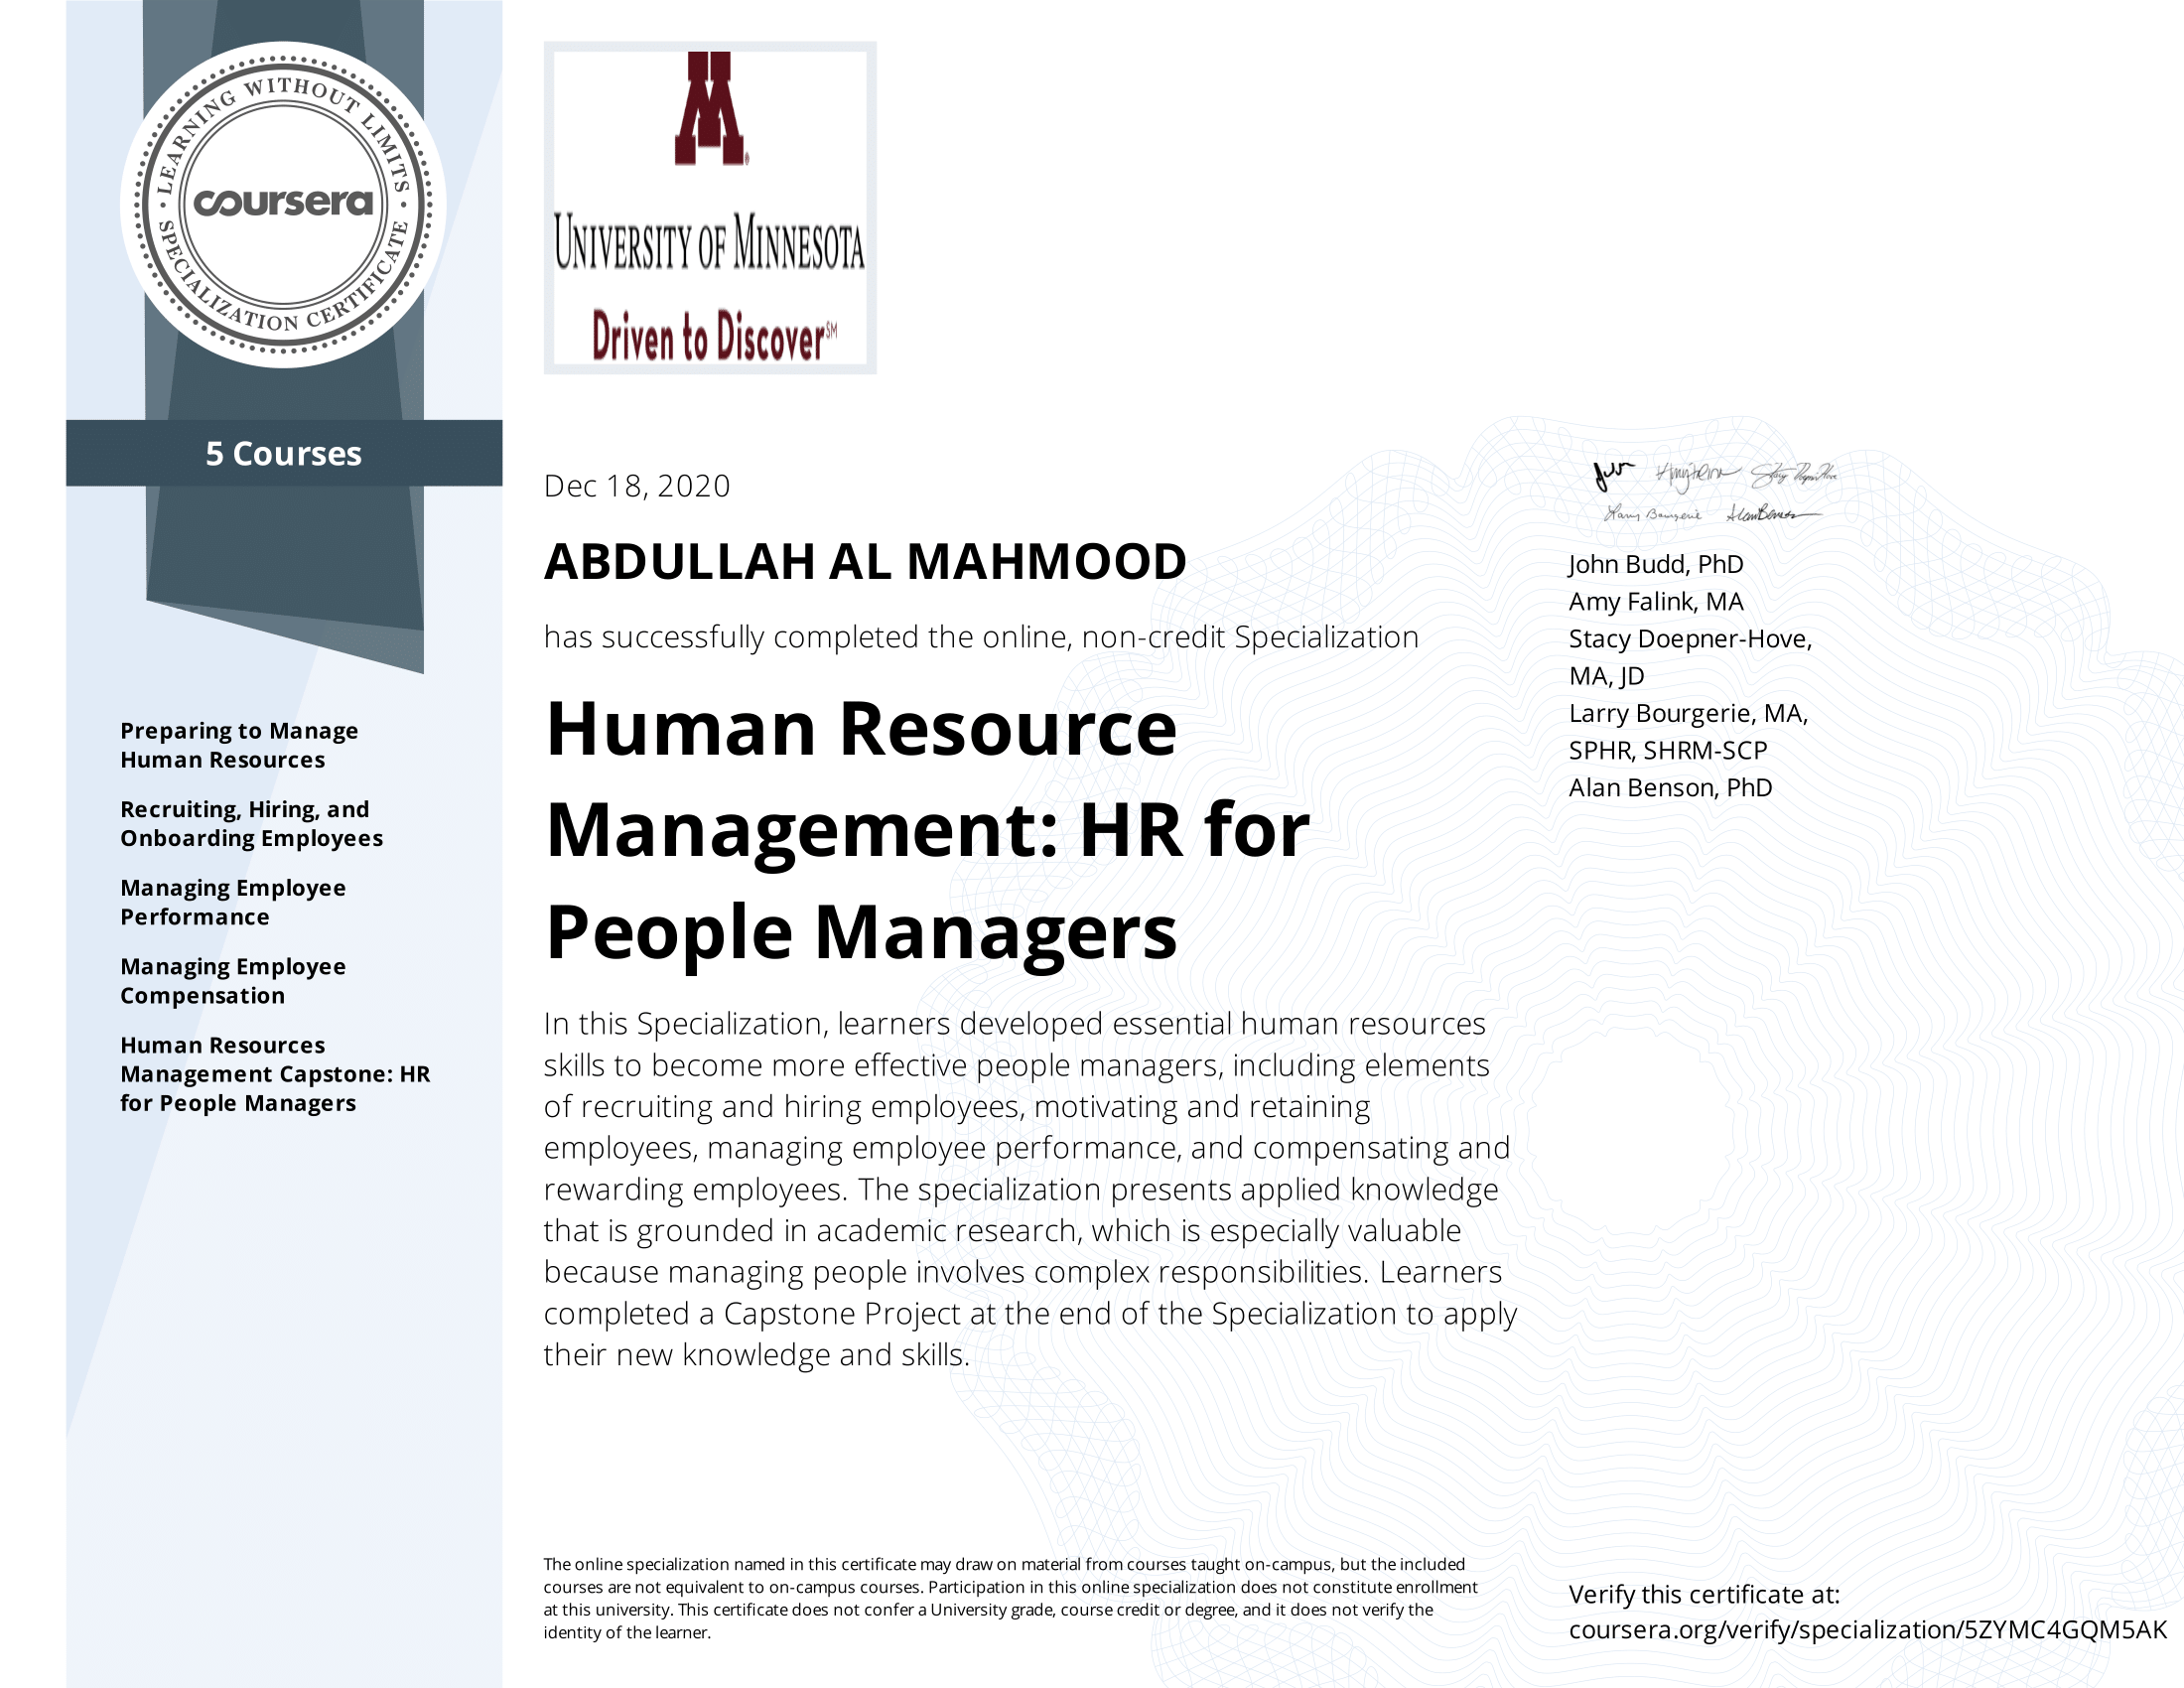 LEARNING WITHOUT LIMITS
coursera
SPECIALIZATION CERTIFICATE
5 Courses
Preparing to Manage
Human Resources
Recruiting, Hiring, and
Onboarding Employees
Managing Employee
Performance
Managing Employee
Compensation
Human Resources
Management Capstone: HR
for People Managers
M
UNIVERSITY OF MINNESOTA
Driven to Discover℠
Dec 18, 2020
ABDULLAH AL MAHMOOD
has successfully completed the online, non-credit Specialization
Human Resource
Management: HR for
People Managers
In this Specialization, learners developed essential human resources
skills to become more effective people managers, including elements
of recruiting and hiring employees, motivating and retaining
employees, managing employee performance, and compensating and
rewarding employees. The specialization presents applied knowledge
that is grounded in academic research, which is especially valuable
because managing people involves complex responsibilities. Learners
completed a Capstone Project at the end of the Specialization to apply
their new knowledge and skills.
The online specialization named in this certificate may draw on material from courses taught on-campus, but the included
courses are not equivalent to on-campus courses. Participation in this online specialization does not constitute enrollment
at this university. This certificate does not confer a University grade, course credit or degree, and it does not verify the
identity of the learner.
John Budd, PhD
Amy Falink, MA
Stacy Doepner-Hove,
MA, JD
Larry Bourgerie, MA,
SPHR, SHRM-SCP
Alan Benson, PhD
Verify this certificate at:
coursera.org/verify/specialization/5ZYMC4GQM5AK